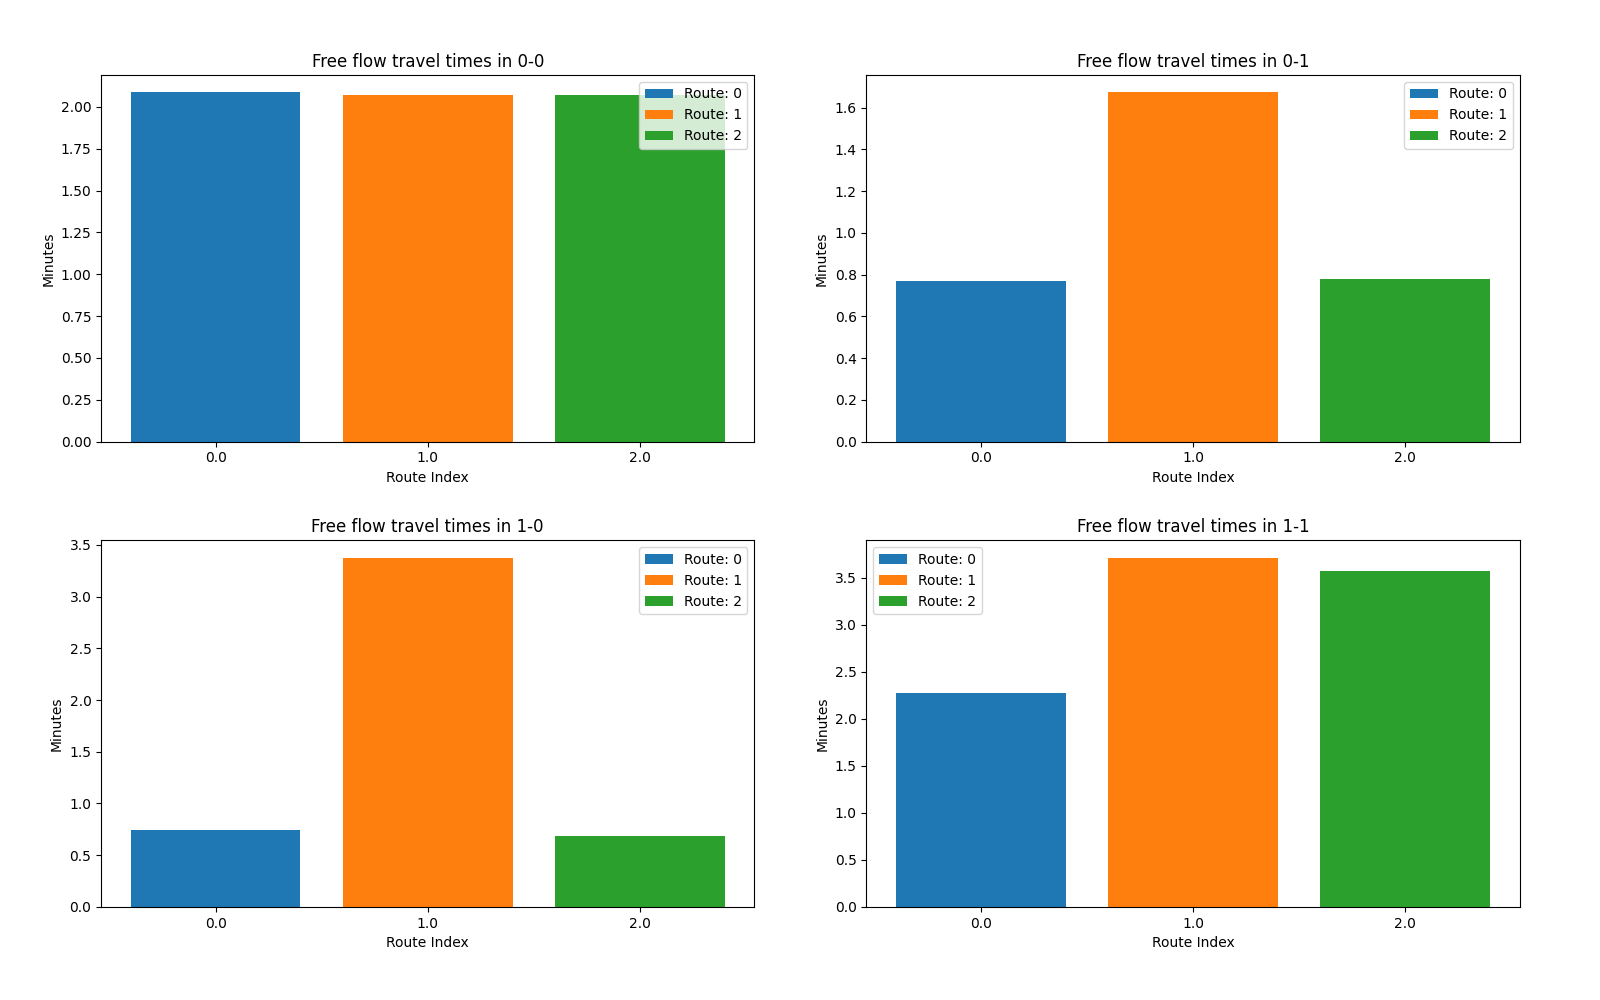 Free flow travel times in 0-0
Minutes
2.00
1.75
1.50
1.25
1.00
0.75
0.50
0.25
0.00
Route: 0
Route: 1
Route: 2
0.0 1.0 2.0
Route Index
Free flow travel times in 0-1
Minutes
1.6
1.4
1.2
1.0
0.8
0.6
0.4
0.2
0.0
Route: 0
Route: 1
Route: 2
0.0 1.0 2.0
Route Index
Free flow travel times in 1-0
Minutes
3.5
3.0
2.5
2.0
1.5
1.0
0.5
0.0
Route: 0
Route: 1
Route: 2
0.0 1.0 2.0
Route Index
Free flow travel times in 1-1
Minutes
3.5
3.0
2.5
2.0
1.5
1.0
0.5
0.0
Route: 0
Route: 1
Route: 2
0.0 1.0 2.0
Route Index